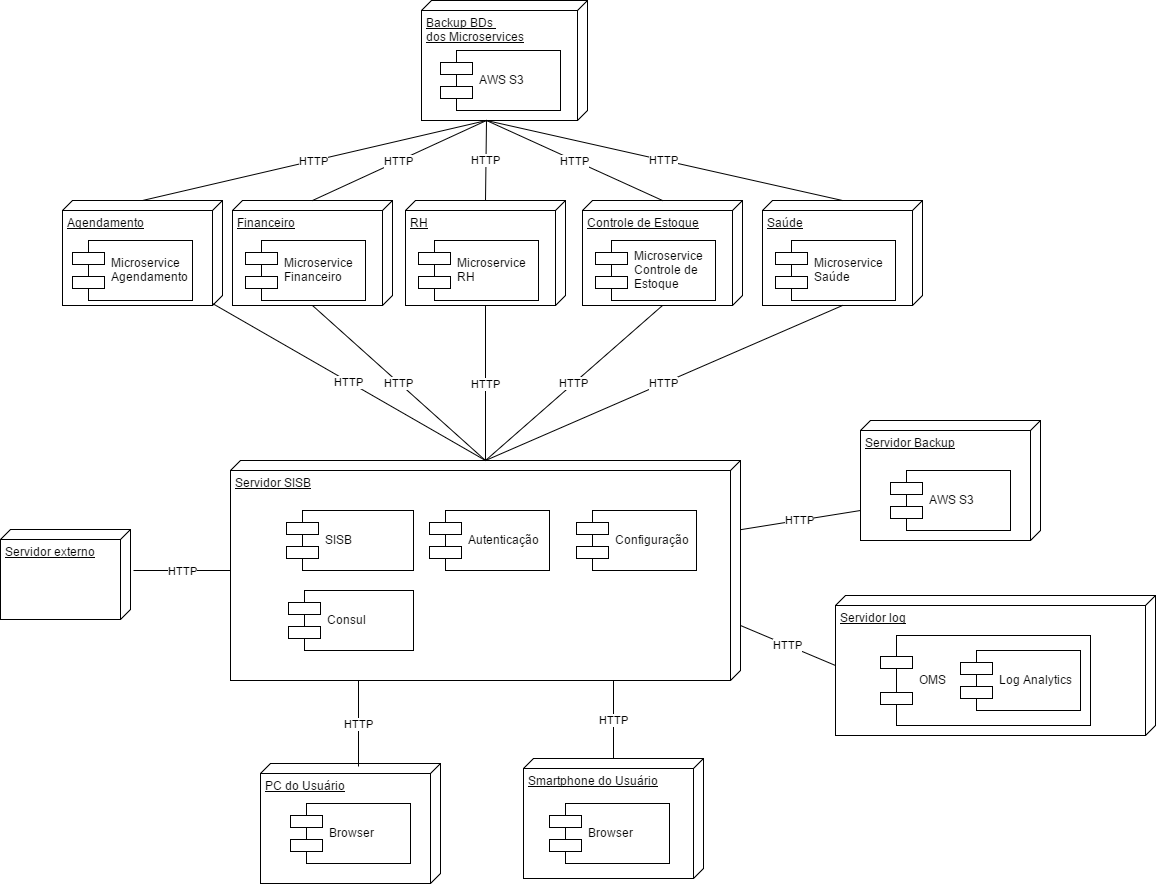 Backup BDs
dos Microservices
AWS S3
HTTP
HTTP
HTTP
HTTP
HTTP
Agendamento
Microservice
Agendamento
Financeiro
Microservice
Financeiro
RH
Microservice
RH
Controle de Estoque
Microservice
Controle de
Estoque
Saúde
Microservice
Saúde
HTTP
HTTP
HTTP
HTTP
HTTP
Servidor Backup
AWS S3
HTTP
Servidor SISB
SISB
Autenticação
Configuração
Consul
Servidor externo
HTTP
Servidor log
OMS
Log Analytics
HTTP
HTTP
HTTP
PC do Usuário
Browser
Smartphone do Usuário
Browser